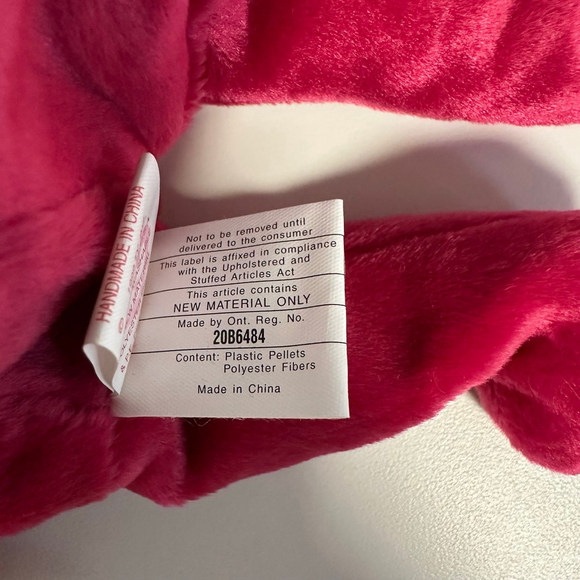 HANDMADE IN CHINA
Not to be removed until
delivered to the consumer
This label is affixed in compliance
with the Upholstered and
Stuffed Articles Act
This article contains
NEW MATERIAL ONLY
Made by Ont. Reg. No.
20B6484
Content: Plastic Pellets
Polyester Fibers
Made in China